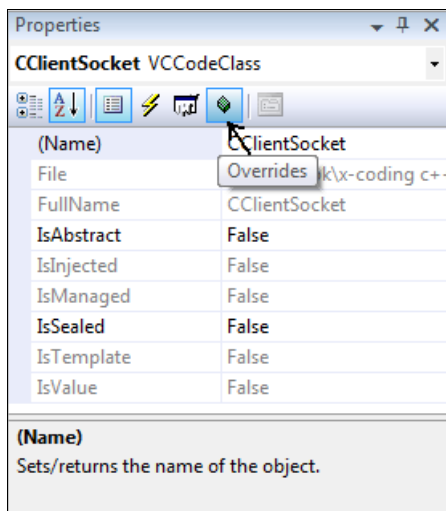 Properties
CClientSocket VCCodeClass
(Name) CClientSocket
File k\x-coding c+
Overrides
FullName CClientSocket
IsAbstract False
IsInjected False
IsManaged False
IsSealed False
IsTemplate False
IsValue False
(Name)
Sets/returns the name of the object.